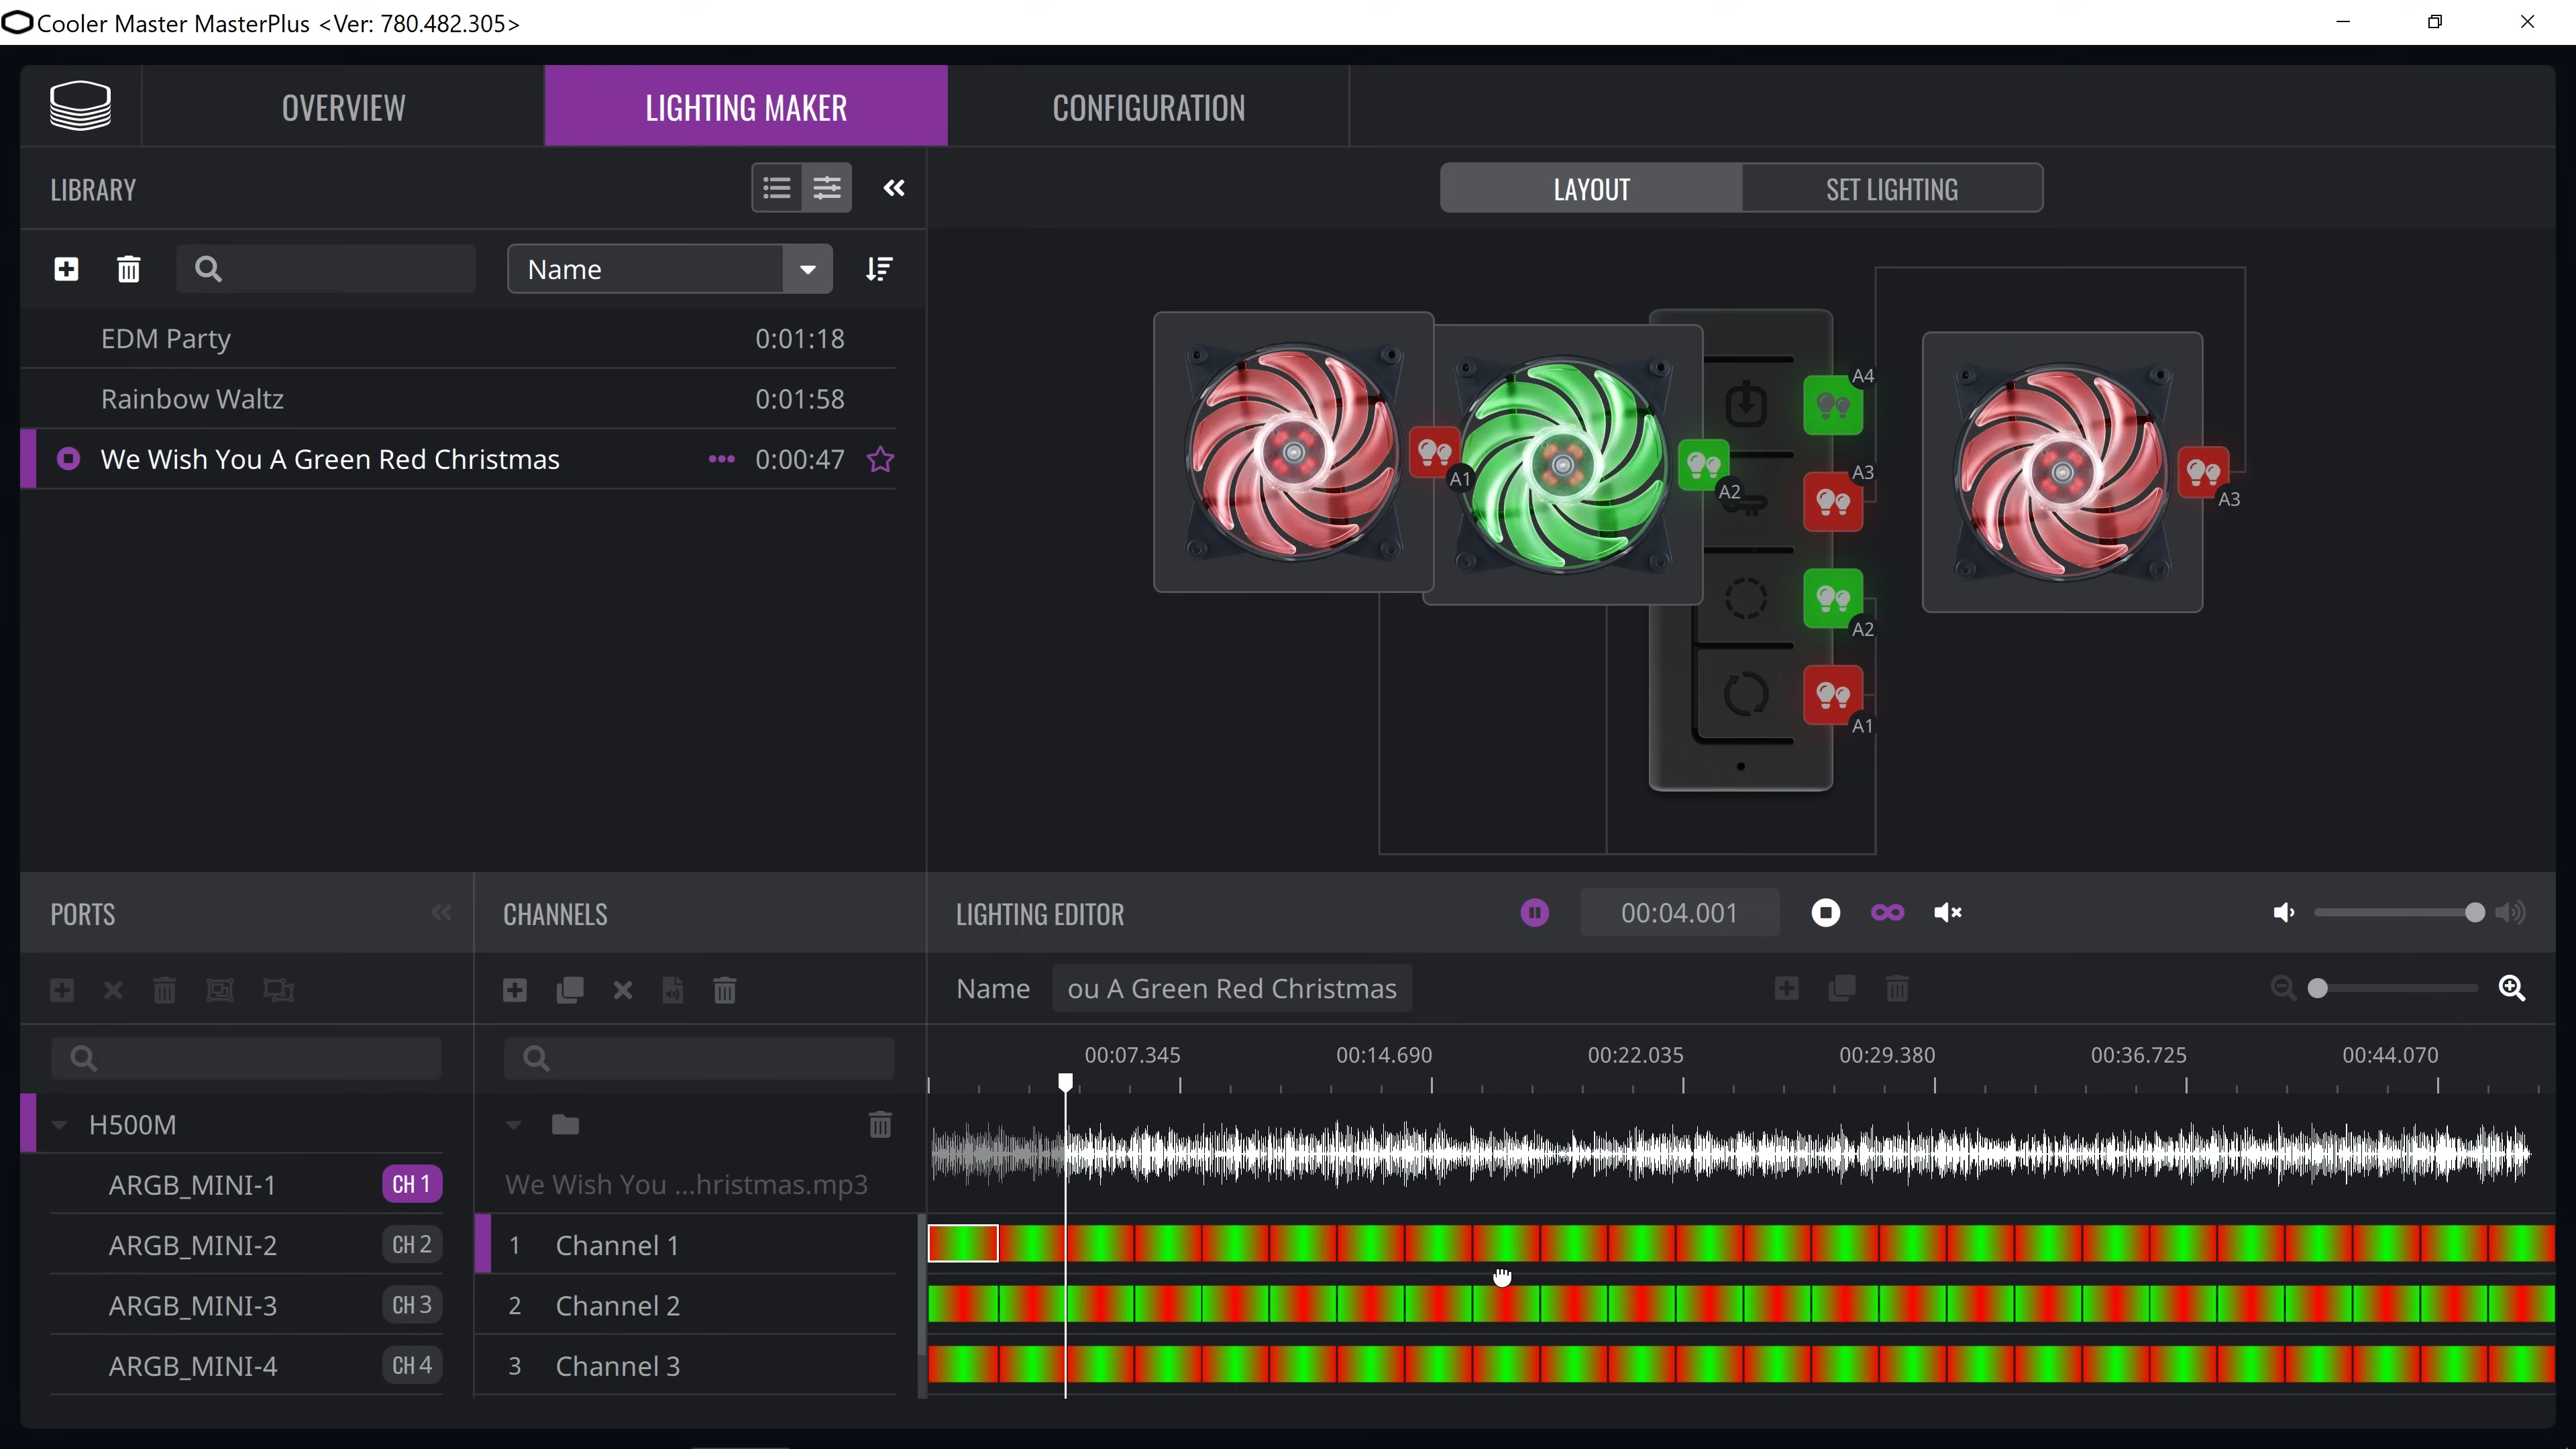 Cooler Master MasterPlus <Ver: 780.482.305>
OVERVIEW
LIGHTING MAKER
CONFIGURATION
LIBRARY
LAYOUT
SET LIGHTING
Name
EDM Party 0:01:18
Rainbow Waltz 0:01:58
We Wish You A Green Red Christmas 0:00:47
A1
A2
A4
A3
A2
A1
A3
PORTS
CHANNELS
LIGHTING EDITOR
00:04.001
Name ou A Green Red Christmas
00:07.345 00:14.690 00:22.035 00:29.380 00:36.725 00:44.070
H500M
ARGB_MINI-1 CH 1
ARGB_MINI-2 CH 2
ARGB_MINI-3 CH 3
ARGB_MINI-4 CH 4
We Wish You ...hristmas.mp3
1 Channel 1
2 Channel 2
3 Channel 3